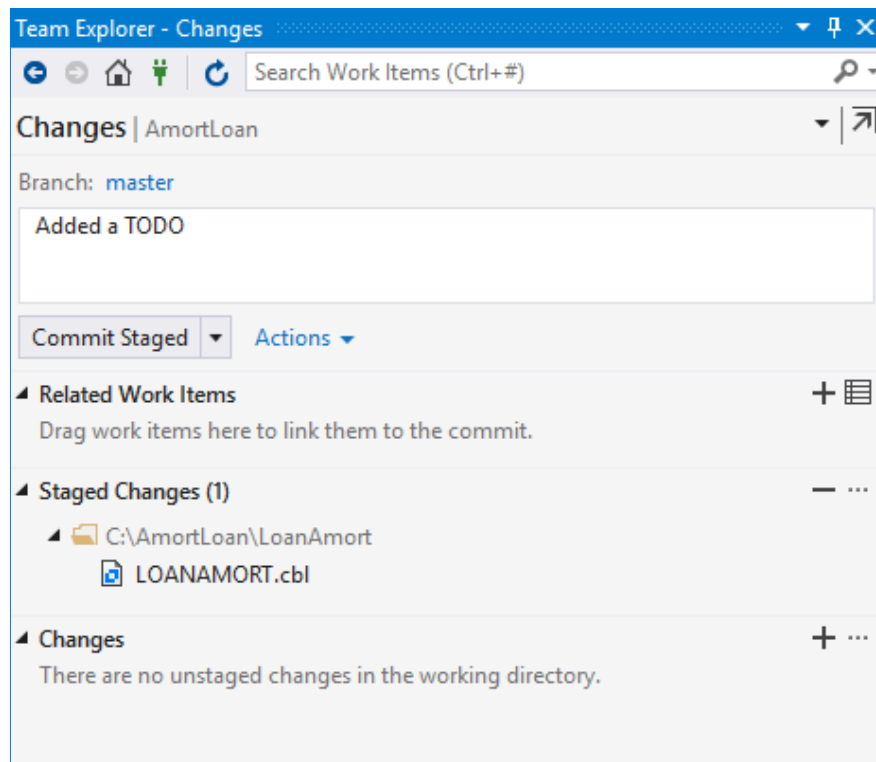 Team Explorer - Changes
Search Work Items (Ctrl+#)
Changes | AmortLoan
Branch: master
Added a TODO
Commit Staged Actions
Related Work Items
Drag work items here to link them to the commit.
Staged Changes (1)
C:\AmortLoan\LoanAmort
LOANAMORT.cbl
Changes
There are no unstaged changes in the working directory.